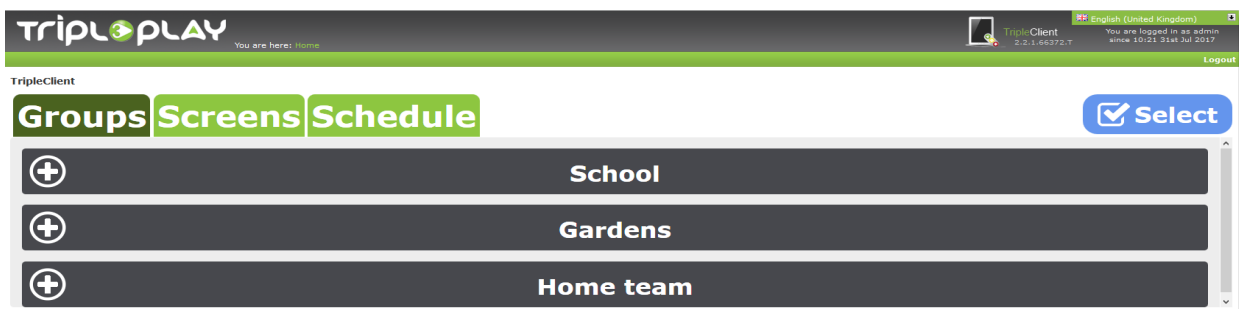 TRIPLEPLAY
You are here: Home
TripleClient
2.2.1.66372.T
English (United Kingdom)
You are logged in as admin
since 10:21 31st Jul 2017
Logout
TripleClient
Groups Screens Schedule Select
School
Gardens
Home team